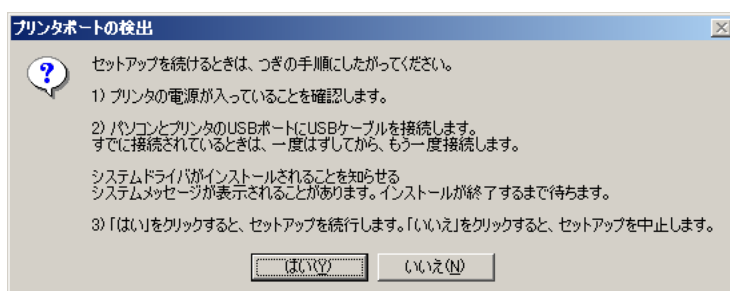 プリンタポートの検出
セットアップを続けるときは、つぎの手順にしたがってください。
1) プリンタの電源が入っていることを確認します。
2) パソコンとプリンタのUSBポートにUSBケーブルを接続します。
すでに接続されているときは、一度はずしてから、もう一度接続します。
システムドライバがインストールされることを知らせる
システムメッセージが表示されることがあります。インストールが終了するまで待ちます。
3) 「はい」をクリックすると、セットアップを続行します。「いいえ」をクリックすると、セットアップを中止します。
はい(Y)
いいえ(N)